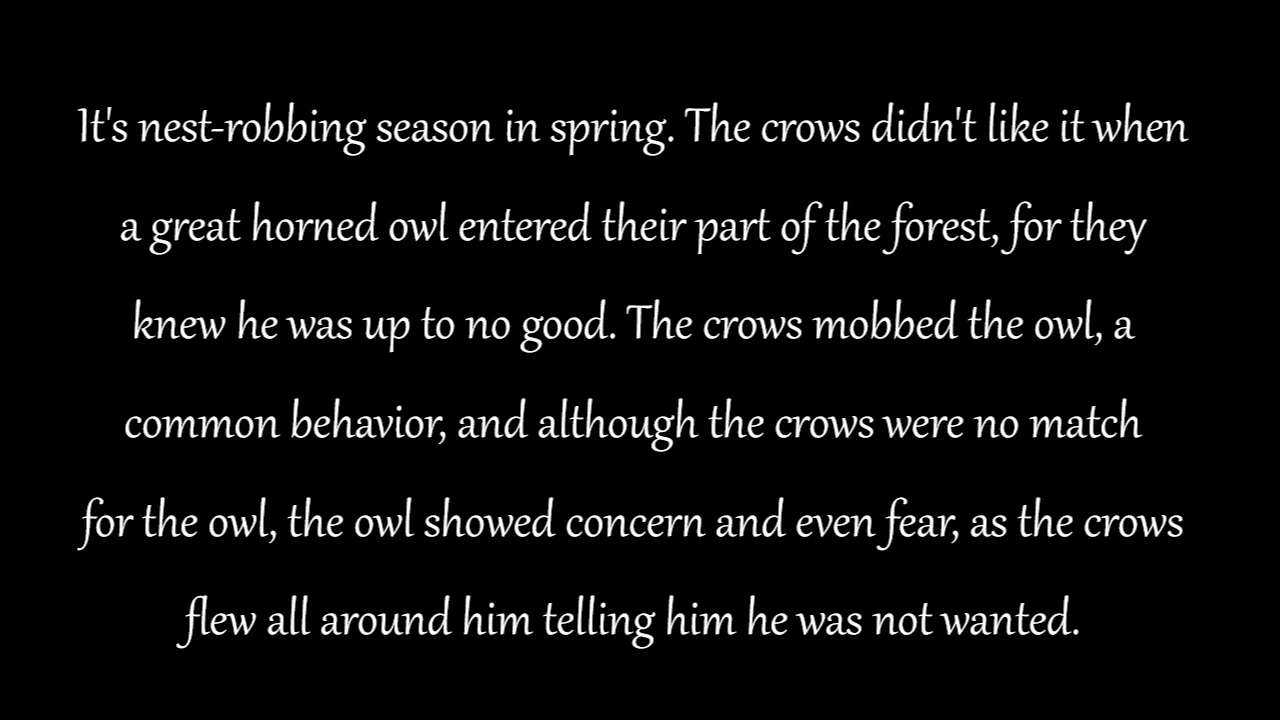 It's nest-robbing season in spring. The crows didn't like it when
a great horned owl entered their part of the forest, for they
knew he was up to no good. The crows mobbed the owl, a
common behavior, and although the crows were no match
for the owl, the owl showed concern and even fear, as the crows
flew all around him telling him he was not wanted.